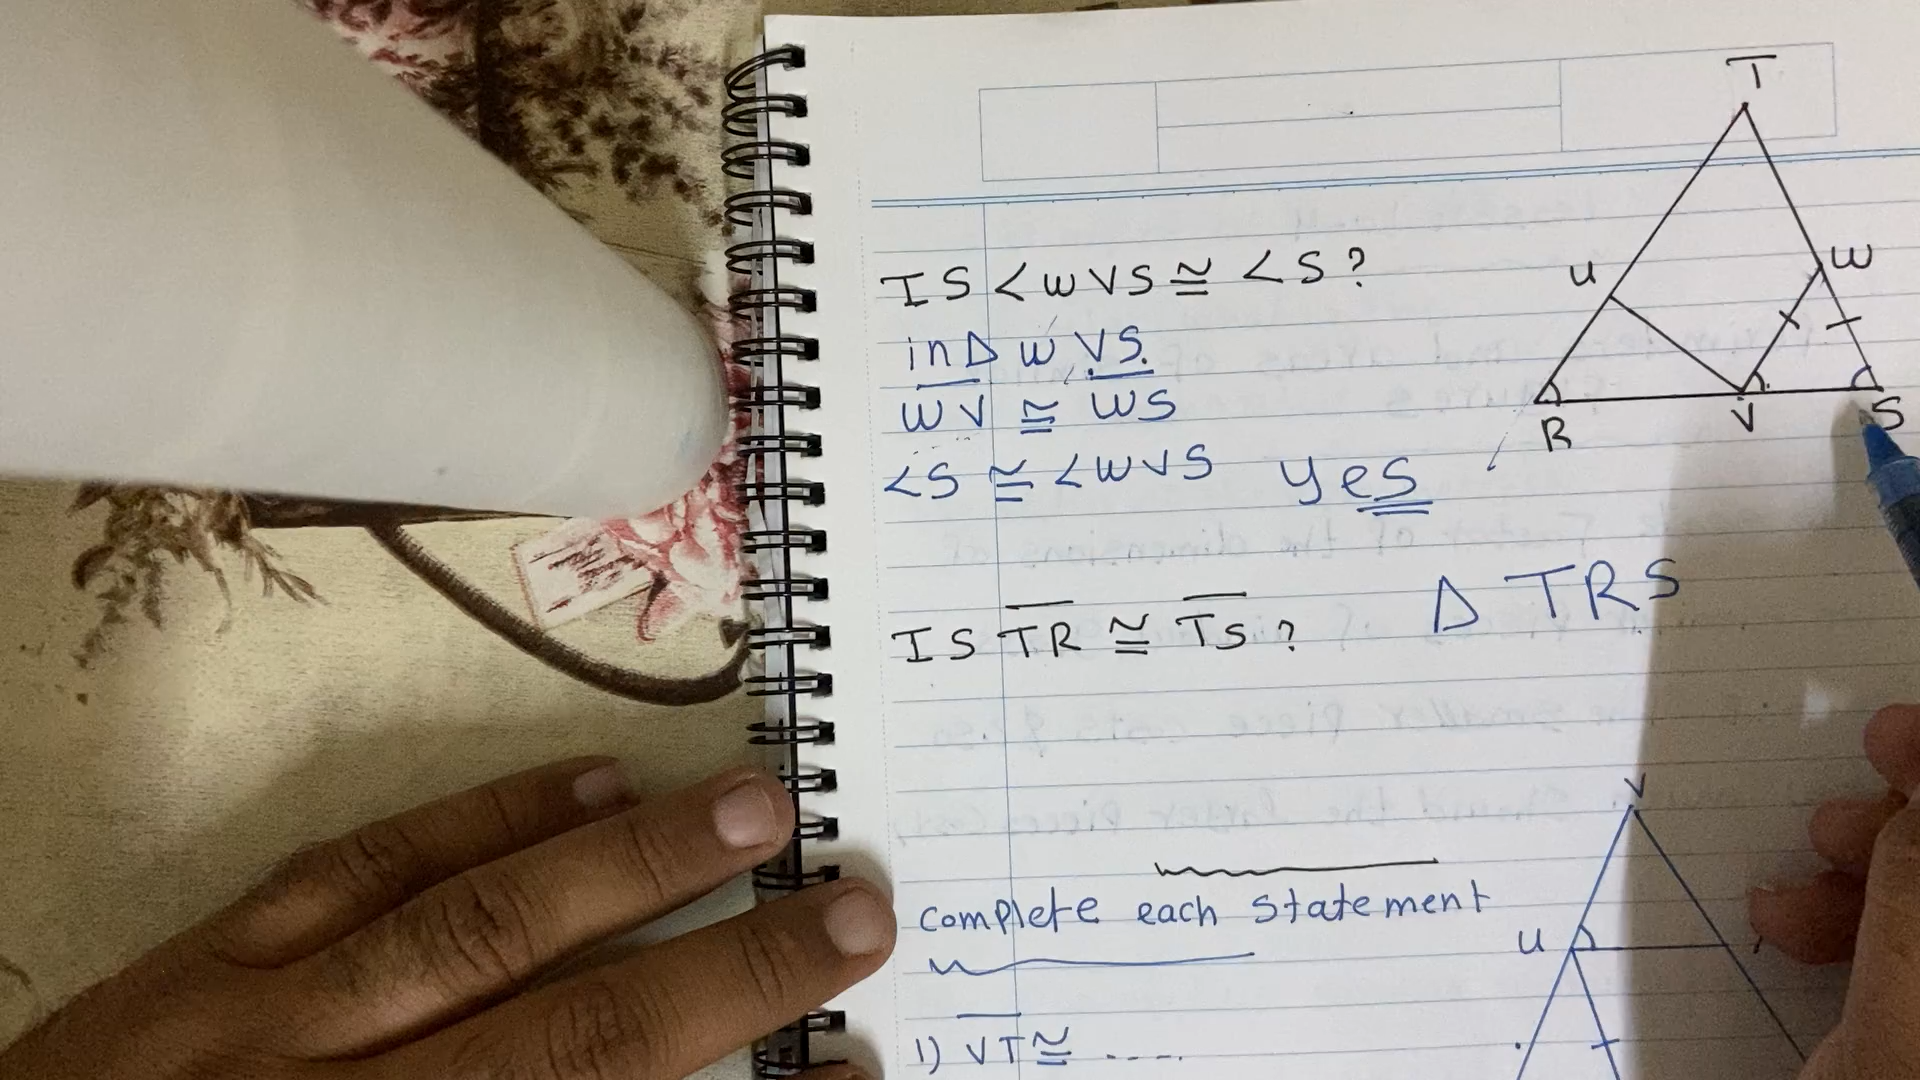 T
U
W
R
V
S
IS <WVS ≅ <S?
in Δ WVS.
WV ≅ WS
<S ≅ <WVS yes
Δ TRS
IS TR ≅ TS?
V
complete each statement
U
1) VT ≅ ....